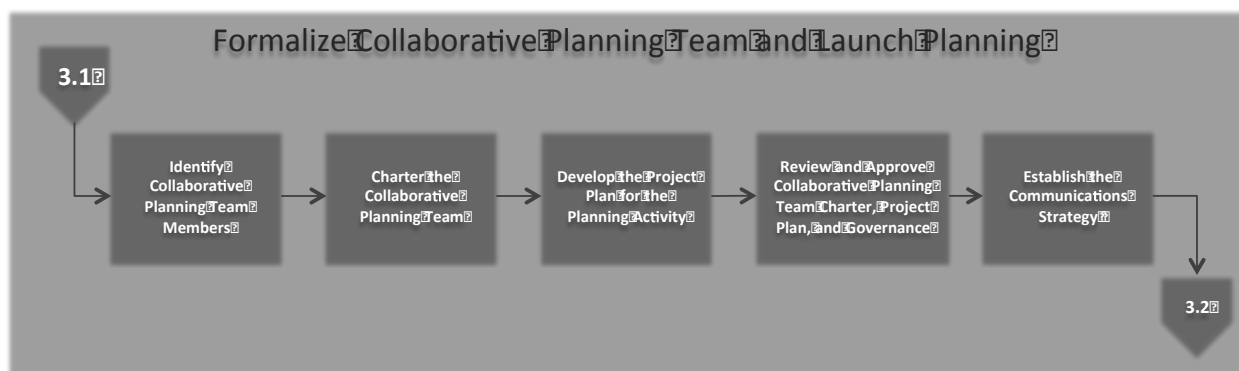 Formalize Collaborative Planning Team and Launch Planning
3.1
Identify
Collaborative
Planning Team
Members
Charter the
Collaborative
Planning Team
Develop the Project
Plan for the
Planning Activity
Review and Approve
Collaborative Planning
Team Charter, Project
Plan, and Governance
Establish the
Communications
Strategy
3.2